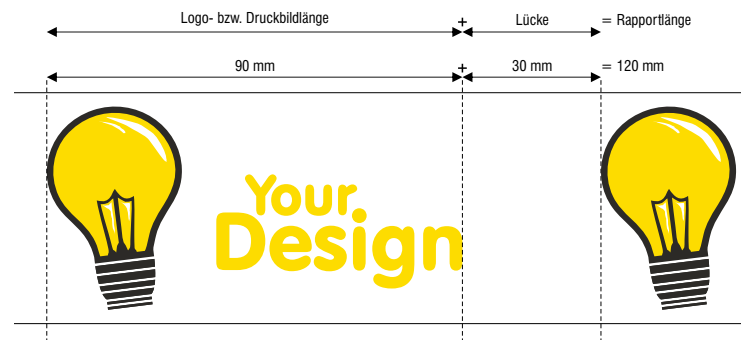 Logo- bzw. Druckbildlänge + Lücke = Rapportlänge
90 mm + 30 mm = 120 mm
Your
Design